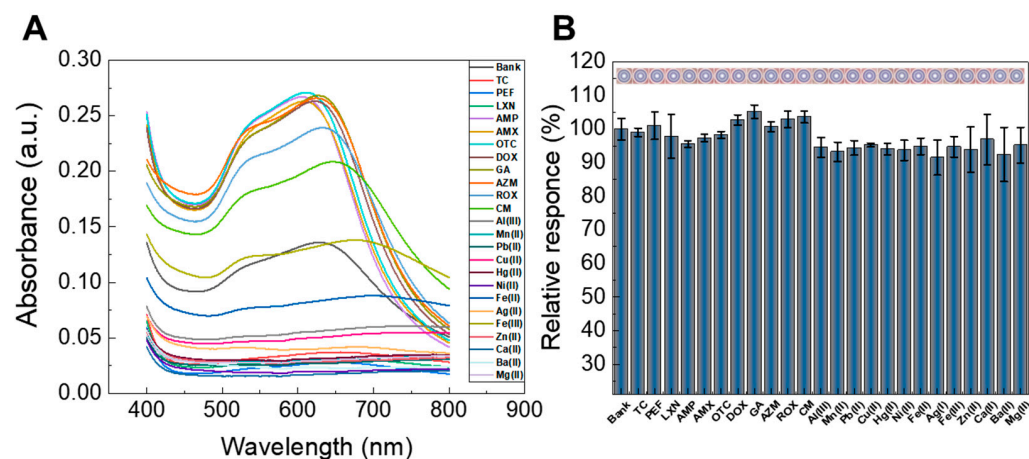 A
0.30
0.25
0.20
0.15
0.10
0.05
0.00
400 500 600 700 800 900
Absorbance (a.u.)
Wavelength (nm)
Bank
TC
PEF
LXN
AMP
AMX
OTC
DOX
GA
AZM
ROX
CM
Al(III)
Mn(II)
Pb(II)
Cu(II)
Hg(II)
Ni(II)
Fe(II)
Ag(II)
Fe(III)
Zn(II)
Ca(II)
Ba(II)
Mg(II)
B
120
110
100
90
80
70
60
50
40
30
Relative responce (%)
Bank
TC
PEF
LXN
AMP
AMX
OTC
DOX
GA
AZM
ROX
CM
Al(III)
Mn(II)
Pb(II)
Cu(II)
Hg(II)
Ni(II)
Fe(II)
Ag(I)
Fe(III)
Zn(II)
Ca(II)
Ba(II)
Mg(II)